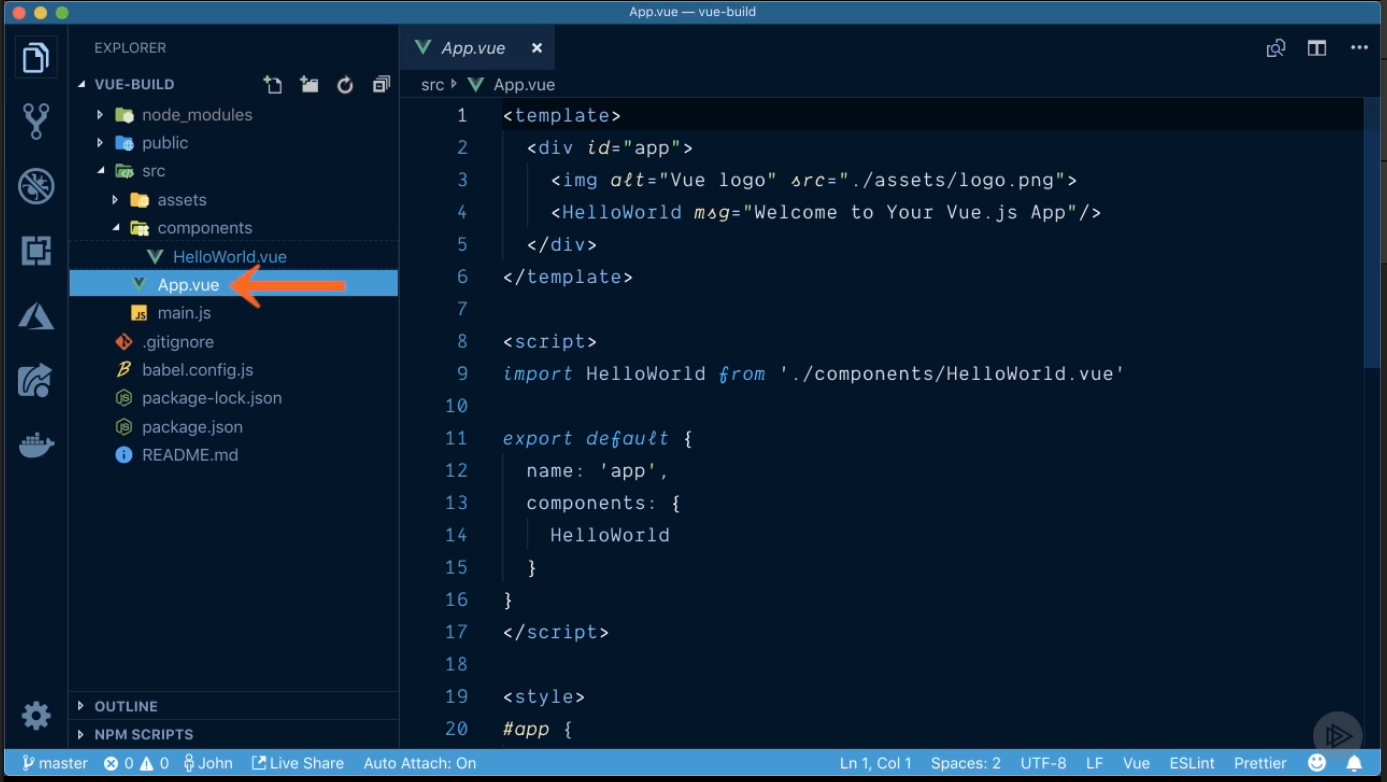 App.vue — vue-build
EXPLORER
VUE-BUILD
node_modules
public
src
assets
components
HelloWorld.vue
App.vue
main.js
.gitignore
babel.config.js
package-lock.json
package.json
README.md
OUTLINE
NPM SCRIPTS
App.vue
src App.vue
1 <template>
2 <div id="app">
3 <img alt="Vue logo" src="./assets/logo.png">
4 <HelloWorld msg="Welcome to Your Vue.js App"/>
5 </div>
6 </template>
7
8 <script>
9 import HelloWorld from './components/HelloWorld.vue'
10
11 export default {
12 name: 'app',
13 components: {
14 HelloWorld
15 }
16 }
17 </script>
18
19 <style>
20 #app {
master 0 0 John Live Share Auto Attach: On Ln 1, Col 1 Spaces: 2 UTF-8 LF Vue ESLint Prettier